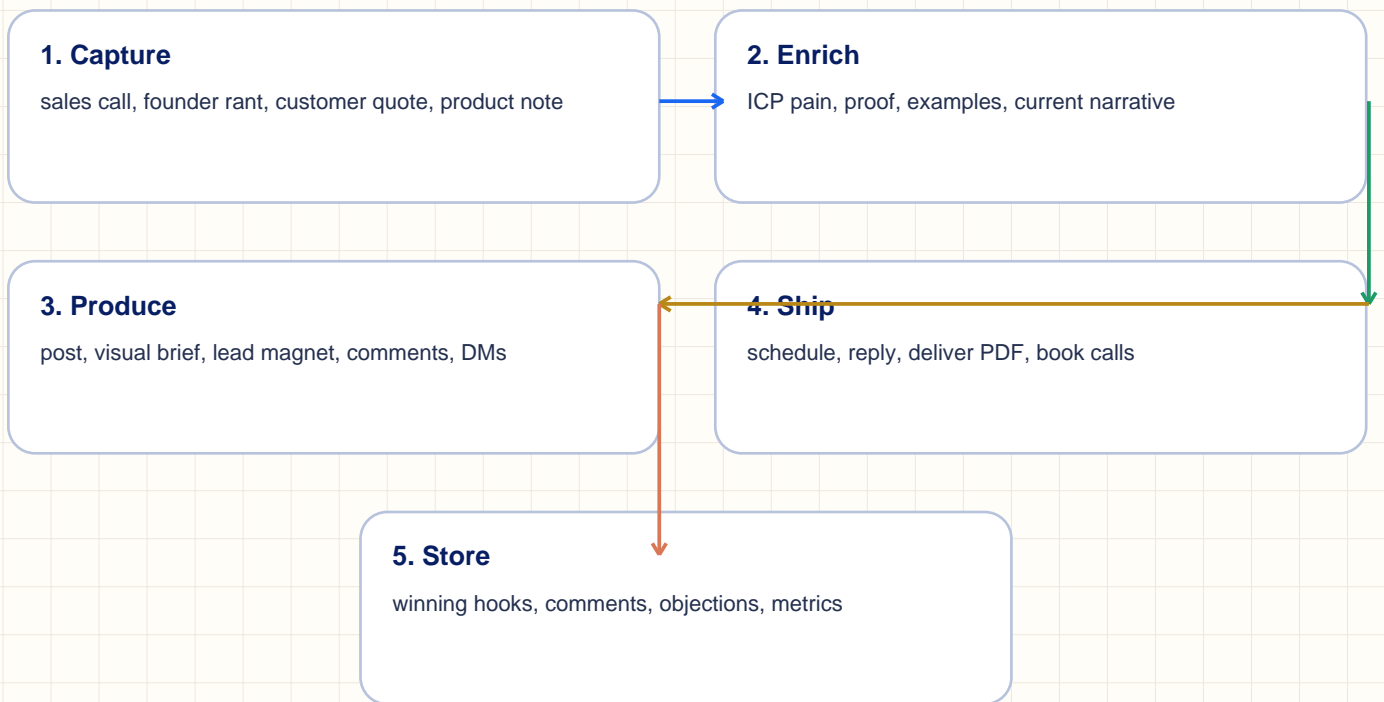 1. Capture
sales call, founder rant, customer quote, product note
2. Enrich
ICP pain, proof, examples, current narrative
3. Produce
post, visual brief, lead magnet, comments, DMs
4. Ship
schedule, reply, deliver PDF, book calls
5. Store
winning hooks, comments, objections, metrics